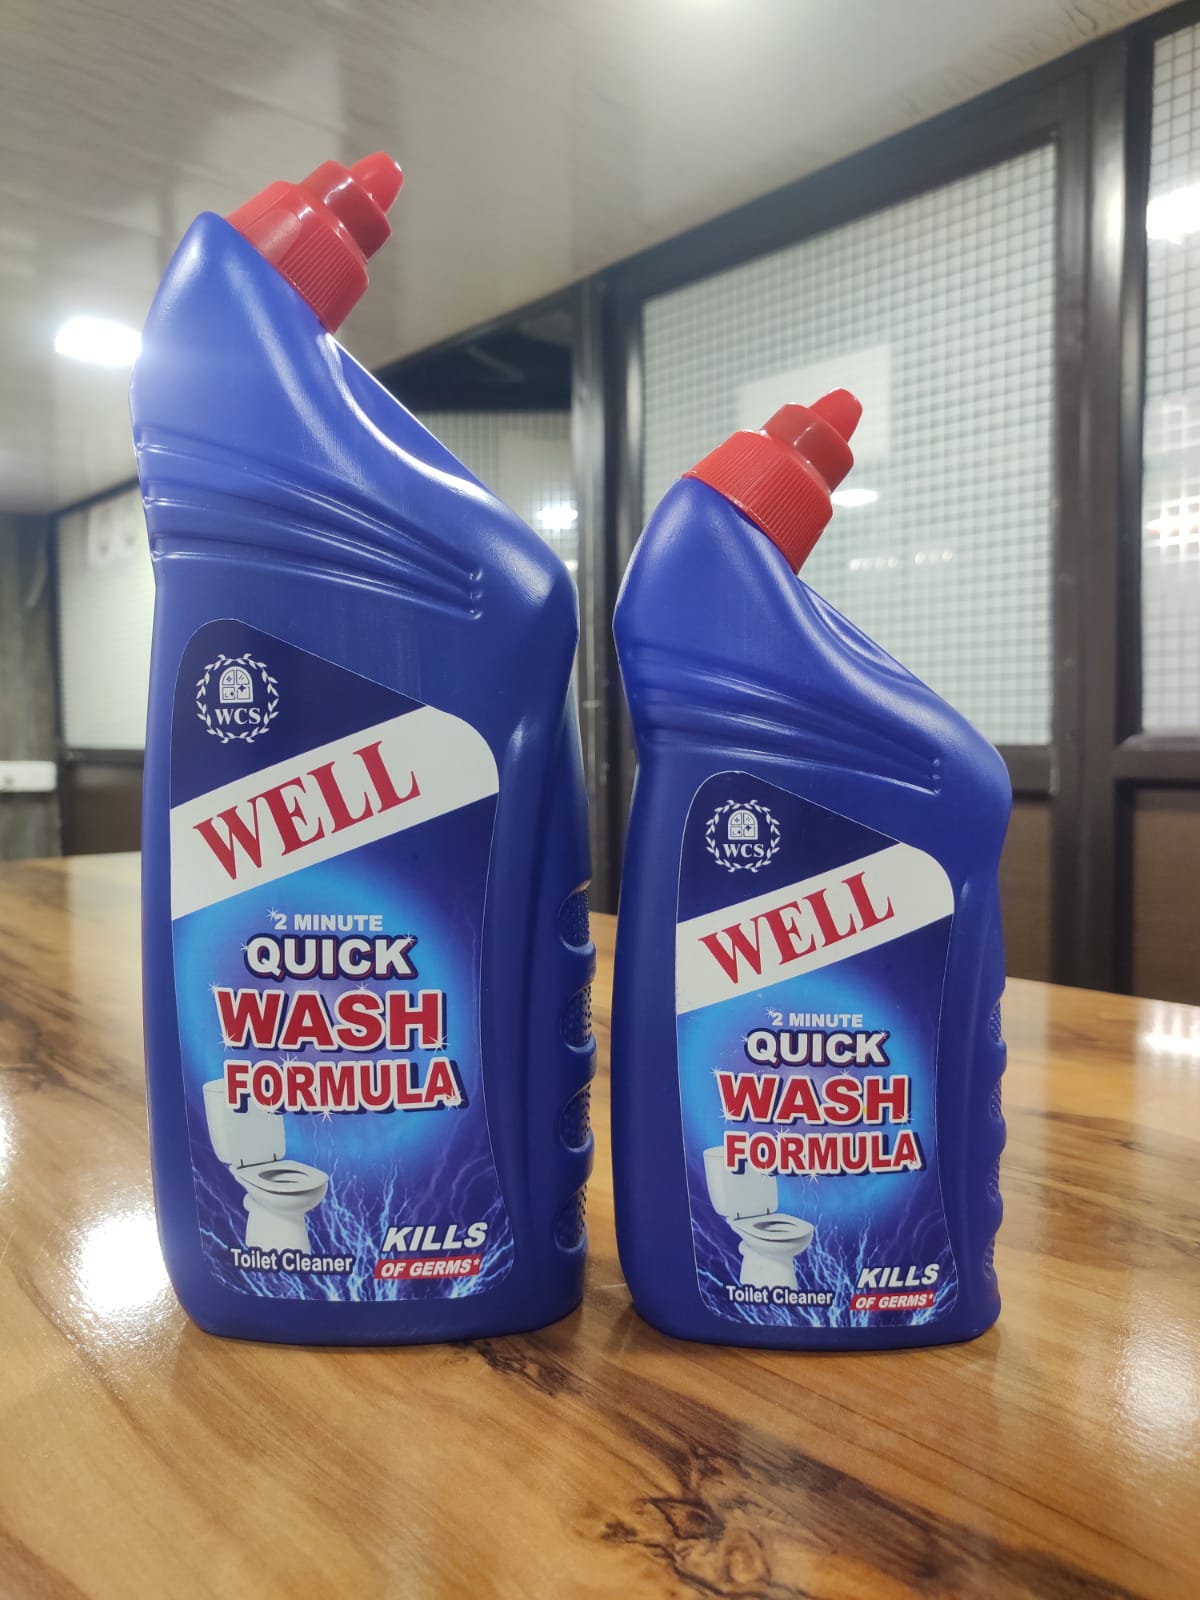 WCS
WELL
2 MINUTE
QUICK
WASH
FORMULA
Toilet Cleaner
KILLS
OF GERMS*
WCS
WELL
2 MINUTE
QUICK
WASH
FORMULA
Toilet Cleaner
KILLS
OF GERMS*